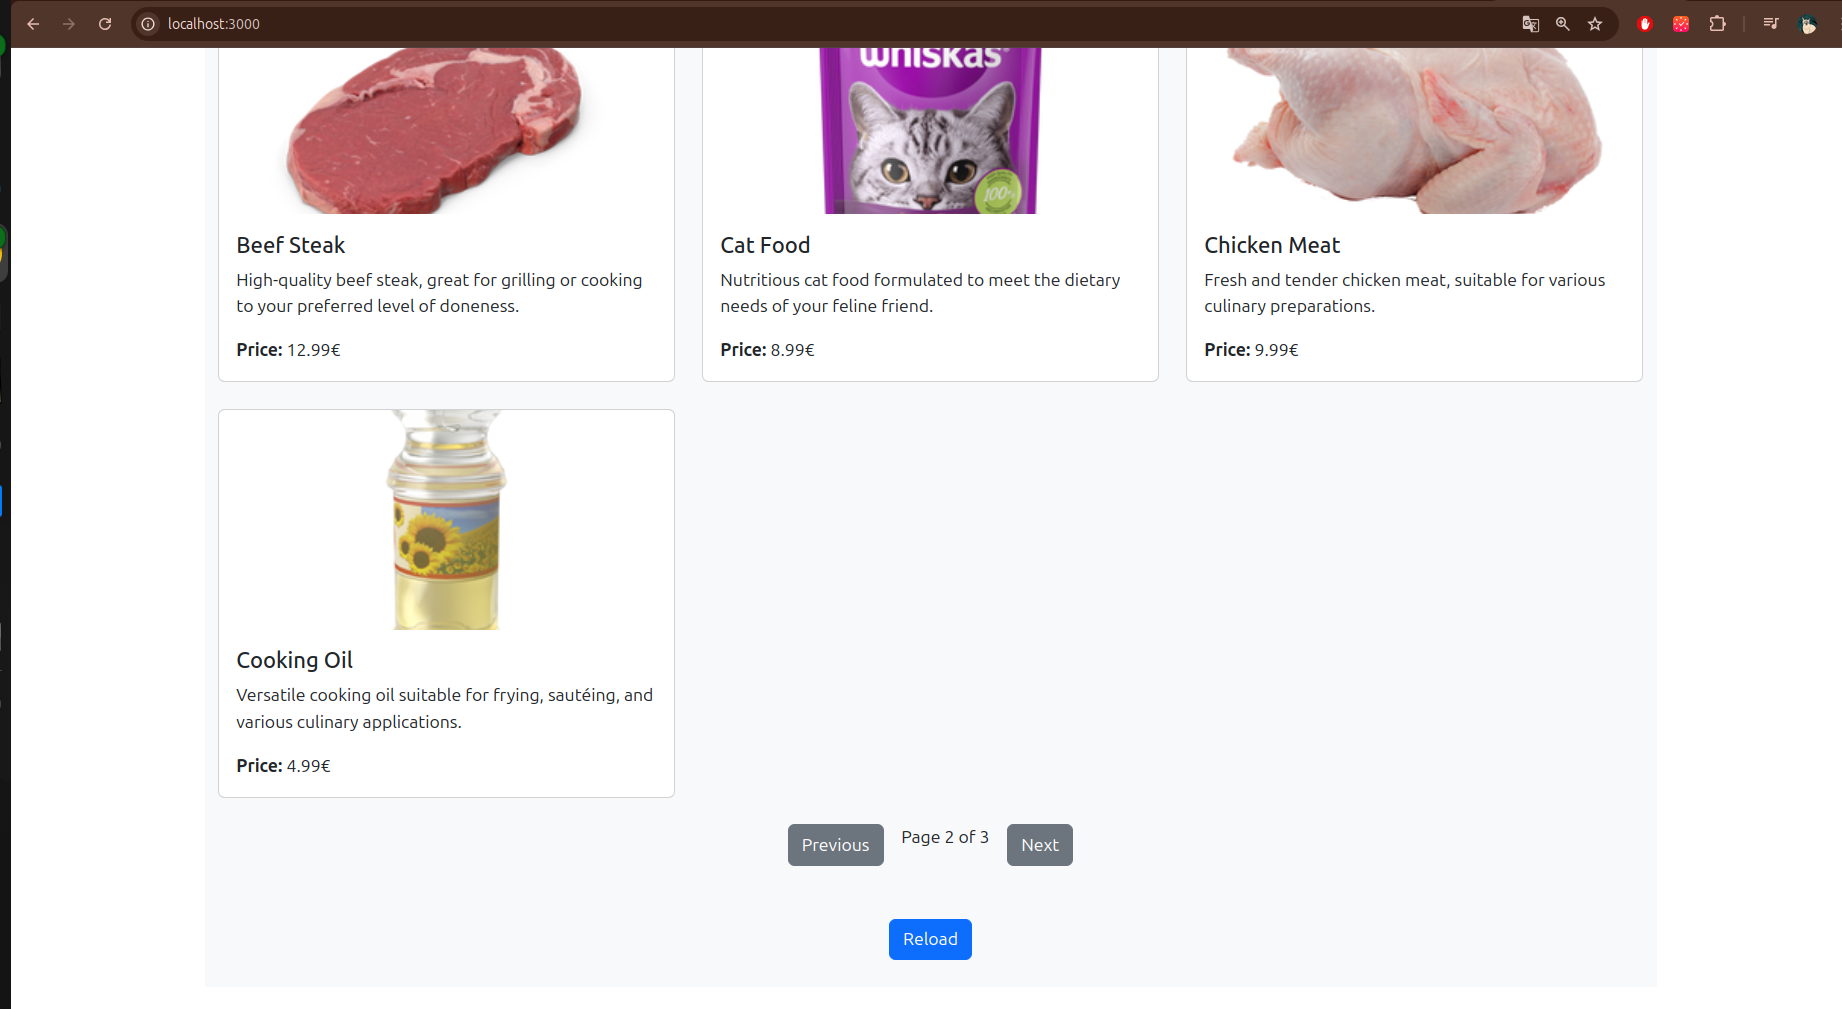 localhost:3000
whiskas
100%
Beef Steak
High-quality beef steak, great for grilling or cooking
to your preferred level of doneness.
Price: 12.99€
Cat Food
Nutritious cat food formulated to meet the dietary
needs of your feline friend.
Price: 8.99€
Chicken Meat
Fresh and tender chicken meat, suitable for various
culinary preparations.
Price: 9.99€
Cooking Oil
Versatile cooking oil suitable for frying, sautéing, and
various culinary applications.
Price: 4.99€
Previous
Page 2 of 3
Next
Reload